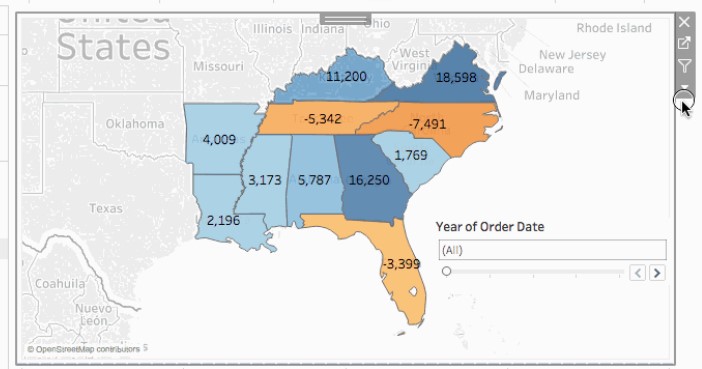 United
States
Illinois
Indiana
Ohio
Rhode Island
West
Virginia
New Jersey
Delaware
Maryland
Missouri
11,200
18,598
Oklahoma
-5,342
-7,491
4,009
1,769
3,173
5,787
16,250
Texas
2,196
Year of Order Date
(All)
-3,399
Coahuila
Nuevo
León
© OpenStreetMap contributors